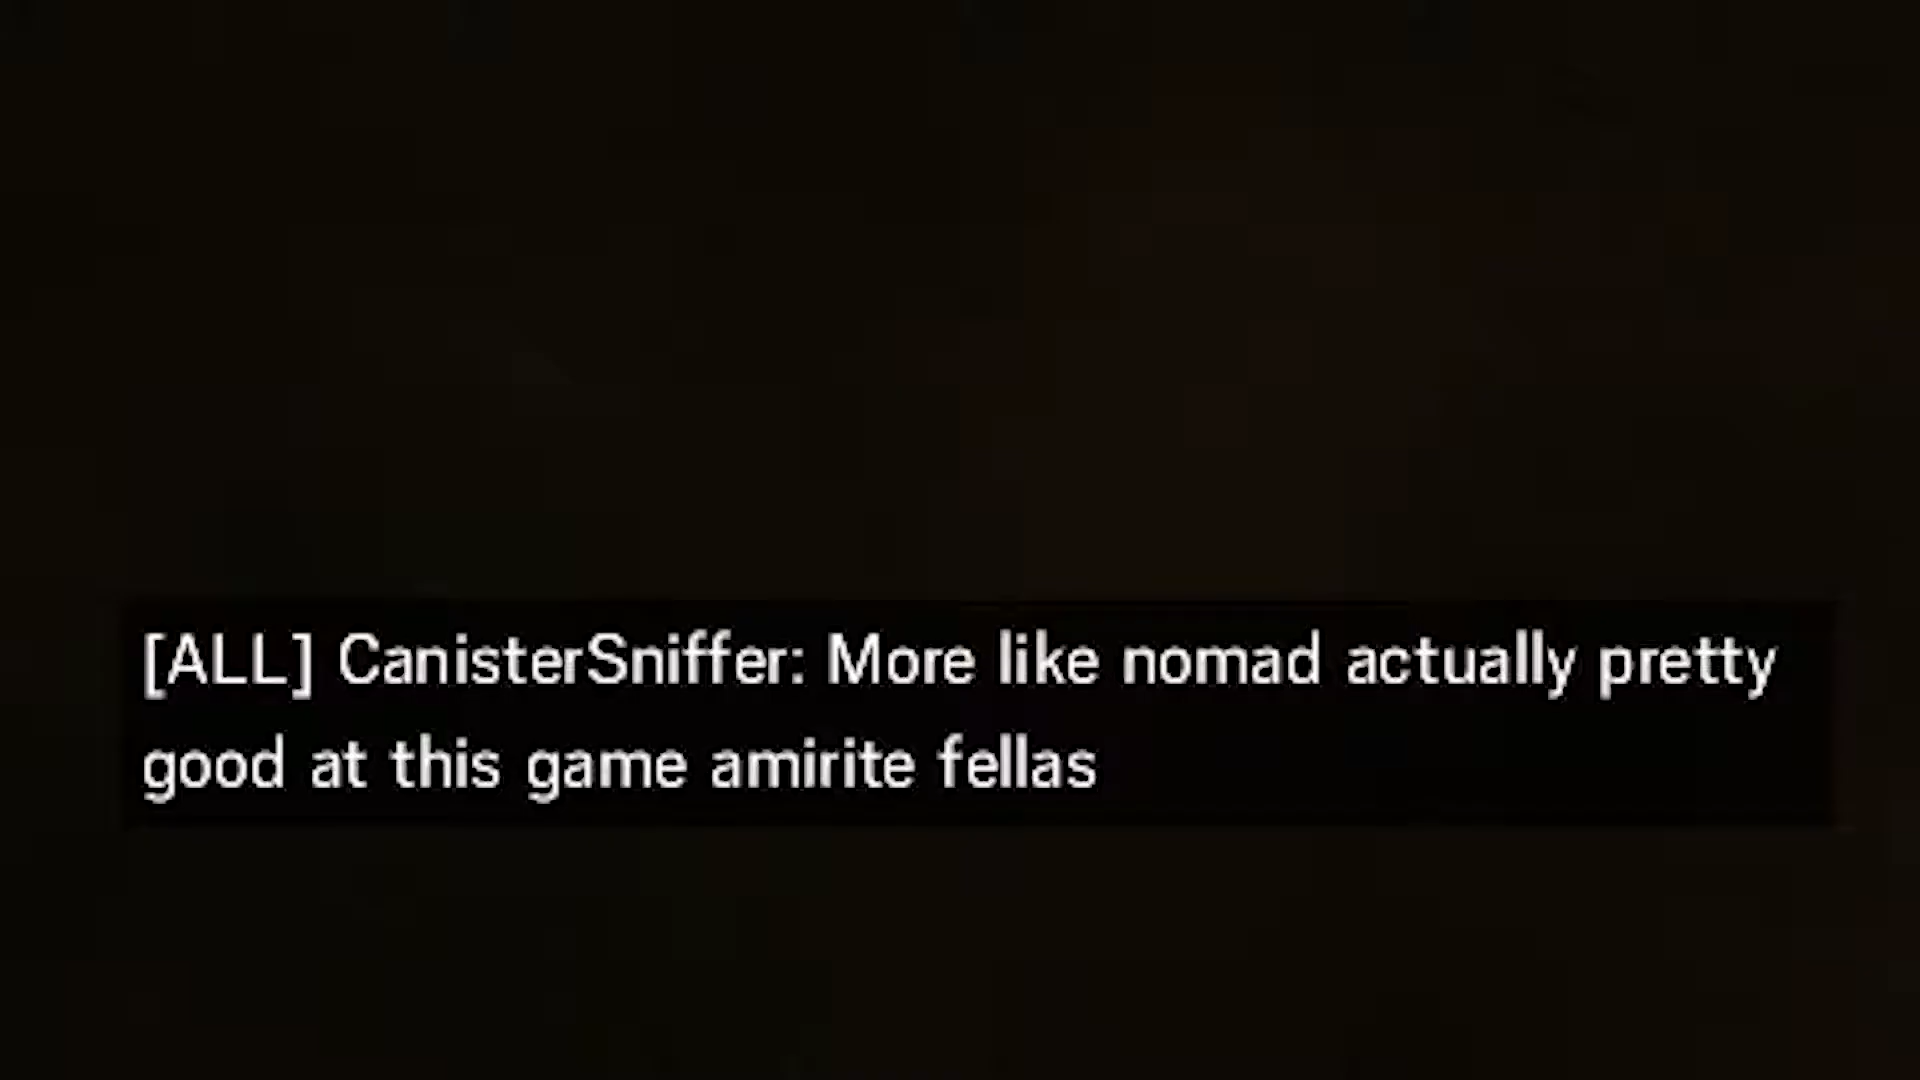 [ALL] CanisterSniffer: More like nomad actually pretty
good at this game amirite fellas